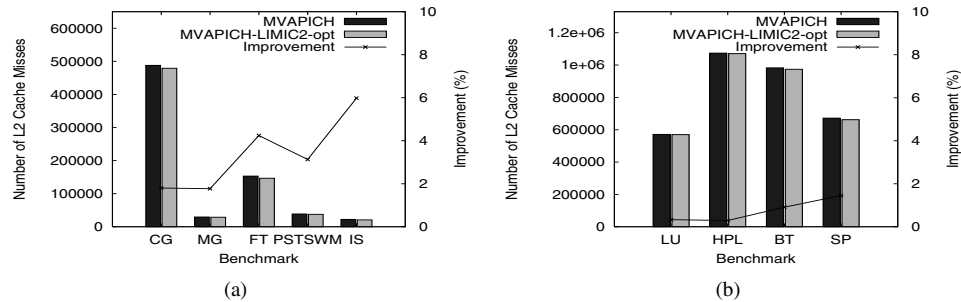 MVAPICH
MVAPICH-LIMIC2-opt
Improvement
Number of L2 Cache Misses
600000
500000
400000
300000
200000
100000
0
10
8
6
4
2
0
Improvement (%)
CG MG FT PSTSWM IS
Benchmark
(a)
MVAPICH
MVAPICH-LIMIC2-opt
Improvement
Number of L2 Cache Misses
1.2e+06
1e+06
800000
600000
400000
200000
0
10
8
6
4
2
0
Improvement (%)
LU HPL BT SP
Benchmark
(b)